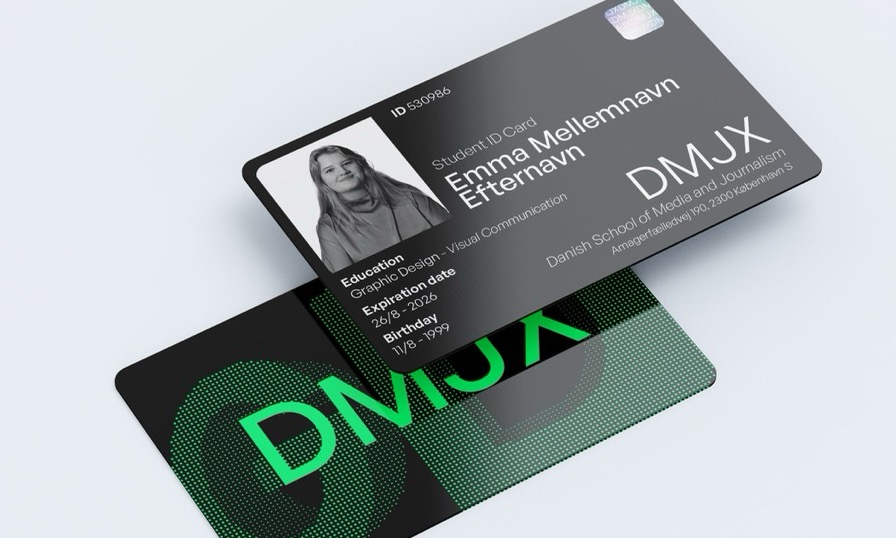 ID 530986
Student ID Card
Emma Mellemnavn
Efternavn
Education
Graphic Design - Visual Communication
Expiration date
26/8 - 2026
Birthday
11/8 - 1999
DMJX
Danish School of Media and Journalism
Amagerfælledvej 190, 2300 København S
DMJX